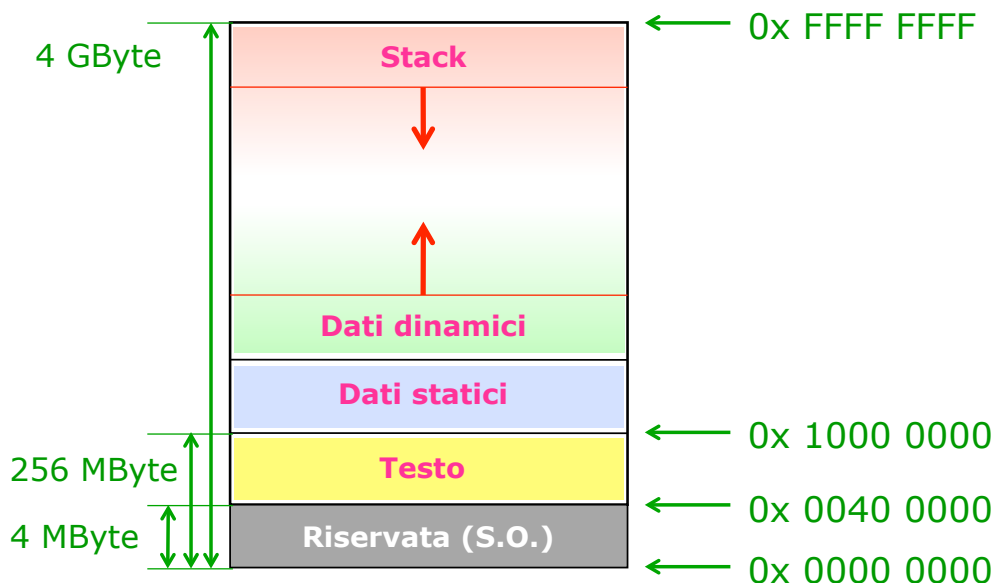 0x FFFF FFFF
4 GByte
Stack
Dati dinamici
Dati statici
0x 1000 0000
256 MByte
Testo
0x 0040 0000
4 MByte
Riservata (S.O.)
0x 0000 0000